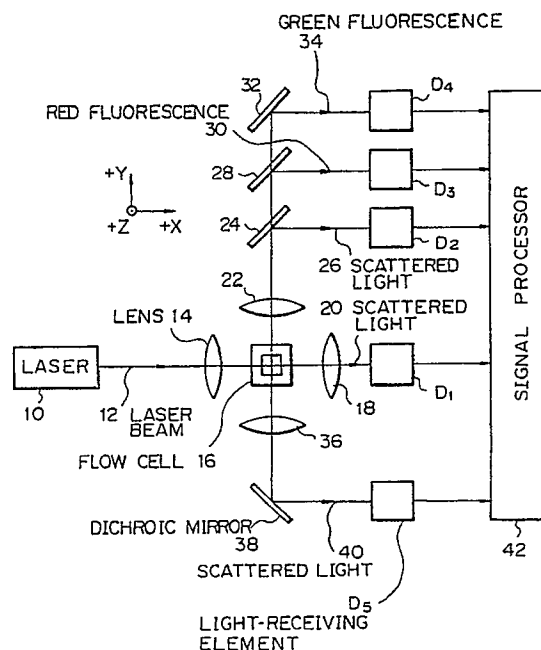 GREEN FLUORESCENCE
34
32
D4
RED FLUORESCENCE
30
28
D3
+Y
+Z
+X
24
D2
26 SCATTERED
LIGHT
22
20 SCATTERED
LIGHT
LENS 14
LASER
10
12 LASER
BEAM
18
D1
FLOW CELL 16
36
SIGNAL PROCESSOR
42
DICHROIC MIRROR
38
40
SCATTERED LIGHT
D5
LIGHT-RECEIVING
ELEMENT